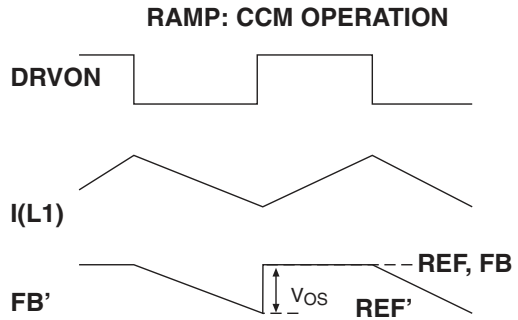 RAMP: CCM OPERATION
DRVON
I(L1)
REF, FB
FB'
VOS
REF'